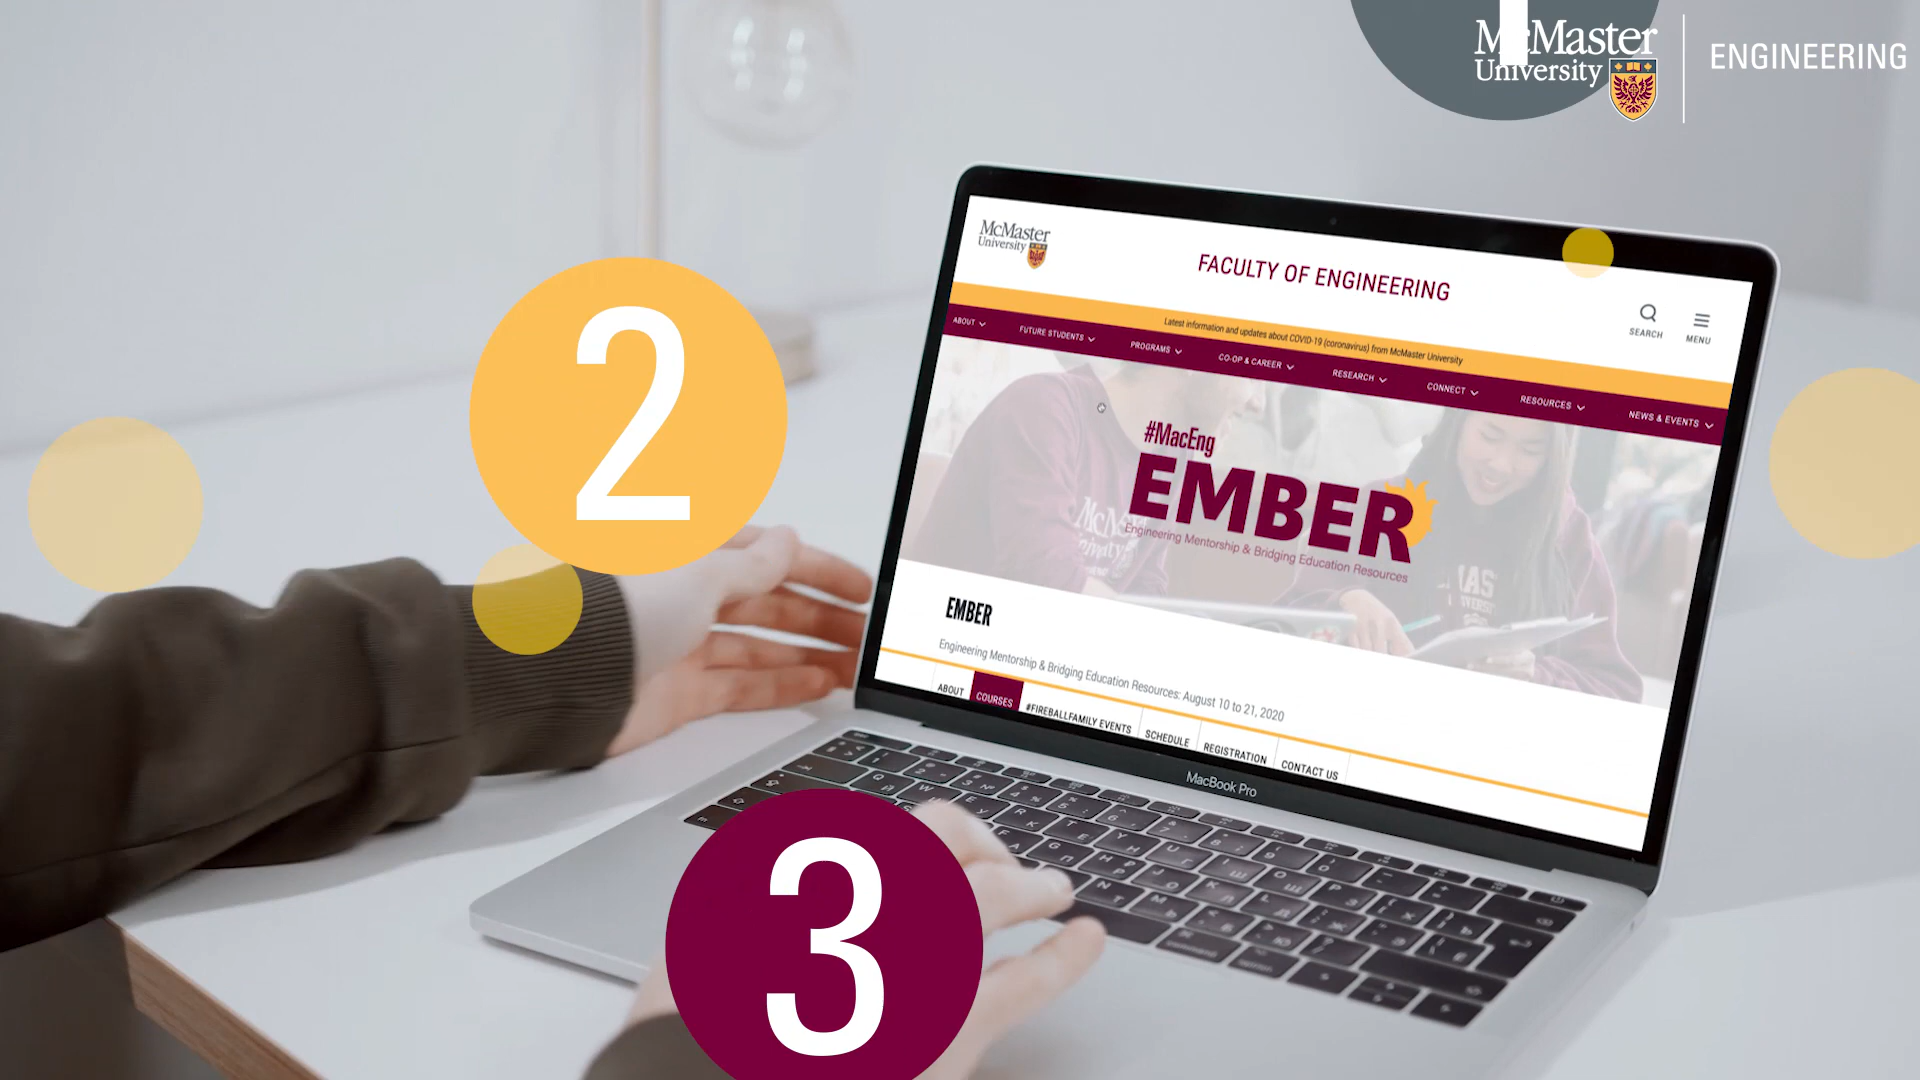 McMaster
University
ENGINEERING
1
2
3
McMaster
University
FACULTY OF ENGINEERING
SEARCH
MENU
Latest information and updates about COVID-19 (coronavirus) from McMaster University
ABOUT
FUTURE STUDENTS
PROGRAMS
CO-OP & CAREER
RESEARCH
CONNECT
RESOURCES
NEWS & EVENTS
#MacEng
EMBER
Engineering Mentorship & Bridging Education Resources
EMBER
Engineering Mentorship & Bridging Education Resources: August 10 to 21, 2020
ABOUT
COURSES
#FIREBALLFAMILY EVENTS
SCHEDULE
REGISTRATION
CONTACT US
MacBook Pro